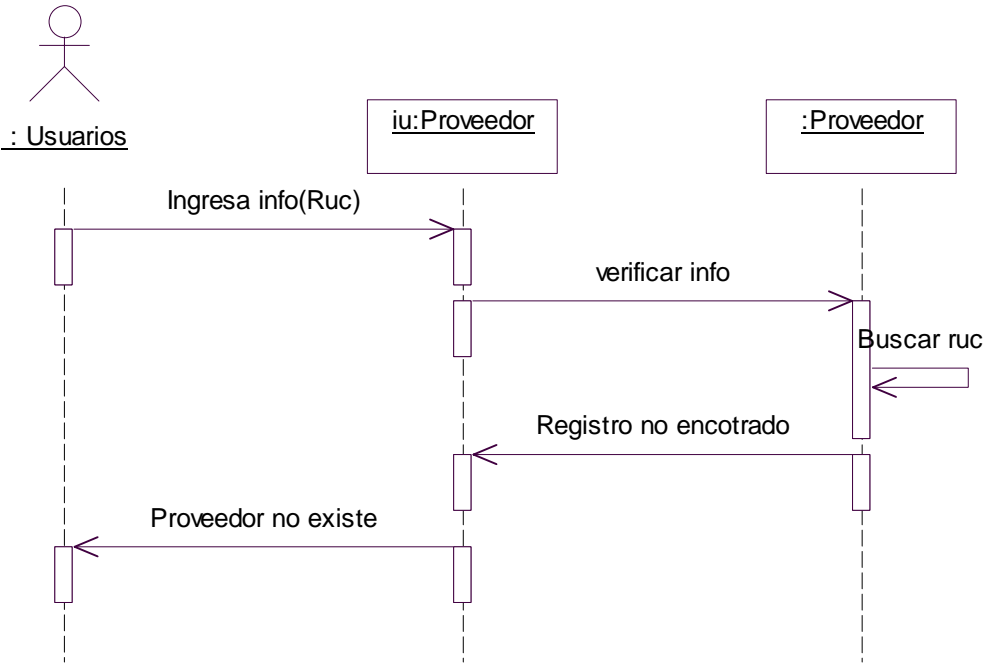 : Usuarios
iu:Proveedor
:Proveedor
Ingresa info(Ruc)
verificar info
Buscar ruc
Registro no encotrado
Proveedor no existe